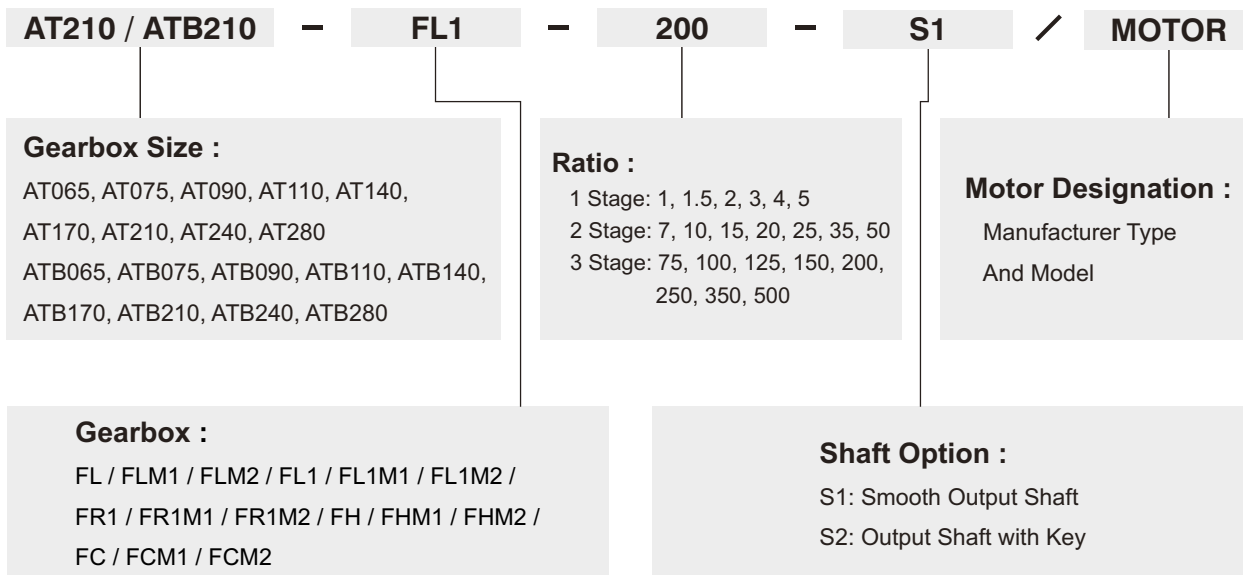 AT210 / ATB210 – FL1 – 200 – S1 / MOTOR
Gearbox Size :
AT065, AT075, AT090, AT110, AT140,
AT170, AT210, AT240, AT280
ATB065, ATB075, ATB090, ATB110, ATB140,
ATB170, ATB210, ATB240, ATB280
Ratio :
1 Stage: 1, 1.5, 2, 3, 4, 5
2 Stage: 7, 10, 15, 20, 25, 35, 50
3 Stage: 75, 100, 125, 150, 200,
250, 350, 500
Motor Designation :
Manufacturer Type
And Model
Gearbox :
FL / FLM1 / FLM2 / FL1 / FL1M1 / FL1M2 /
FR1 / FR1M1 / FR1M2 / FH / FHM1 / FHM2 /
FC / FCM1 / FCM2
Shaft Option :
S1: Smooth Output Shaft
S2: Output Shaft with Key